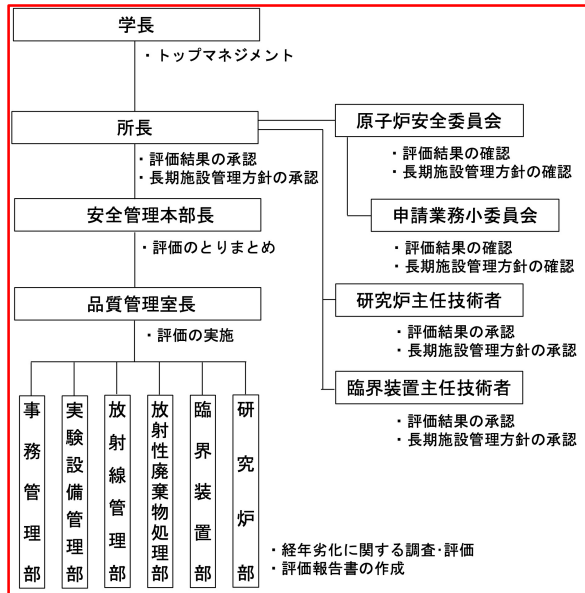 学長
・トップマネジメント
所長
・評価結果の承認
・長期施設管理方針の承認
安全管理本部長
・評価のとりまとめ
品質管理室長
・評価の実施
原子炉安全委員会
・評価結果の確認
・長期施設管理方針の確認
申請業務小委員会
・評価結果の確認
・長期施設管理方針の確認
研究炉主任技術者
・評価結果の承認
・長期施設管理方針の承認
臨界装置主任技術者
・評価結果の承認
・長期施設管理方針の承認
事務管理部
実験設備管理部
放射線管理部
放射性廃棄物処理部
臨界装置部
研究炉部
・経年劣化に関する調査・評価
・評価報告書の作成